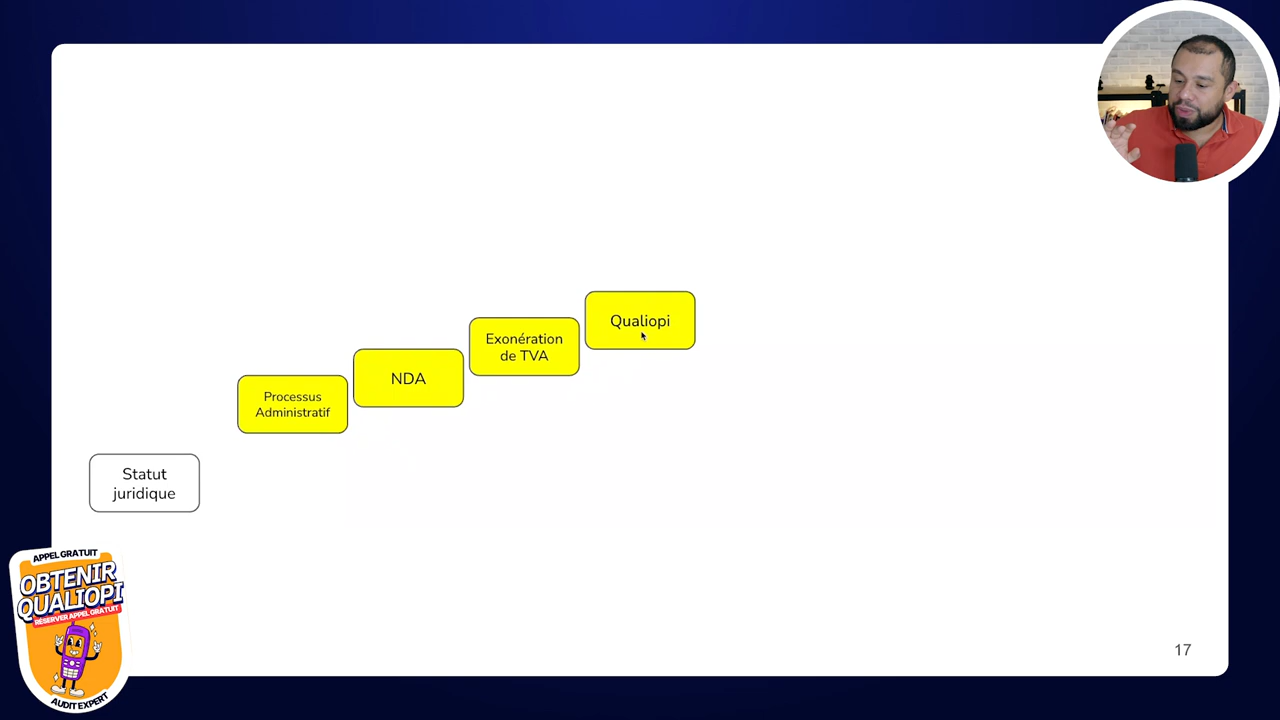 Qualiopi
Exonération
de TVA
NDA
Processus
Administratif
Statut
juridique
APPEL GRATUIT
OBTENIR
QUALIOPI
RÉSERVER APPEL GRATUIT
AUDIT EXPERT
17